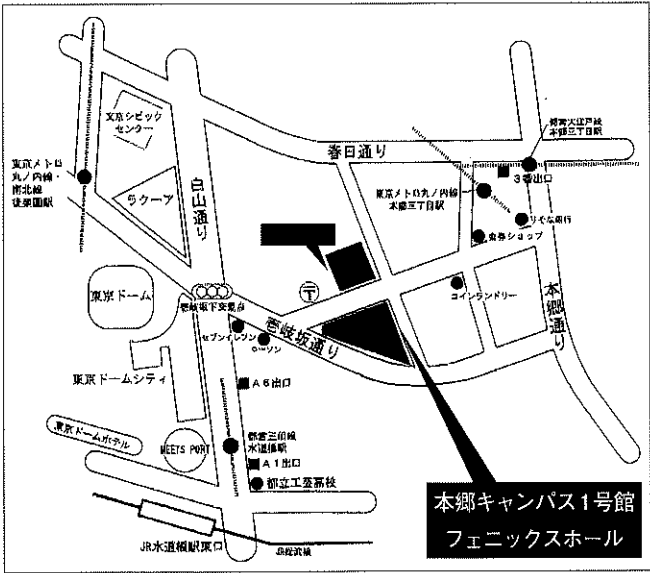 文京シビック
センター
東京メトロ
丸ノ内線・
南北線
後楽園駅
ラクーア
白山通り
春日通り
都営大江戸線
本郷三丁目駅
3番出口
東京メトロ丸ノ内線
本郷三丁目駅
りそな銀行
金券ショップ
コインランドリー
本郷通り
〒
東京ドーム
壱岐坂下交差点
セブンイレブン
ローソン
壱岐坂通り
東京ドームシティ
A6出口
東京ドームホテル
MEETS PORT
都営三田線
水道橋駅
A1出口
都立工芸高校
JR水道橋駅東口
JR総武線
本郷キャンパス1号館
フェニックスホール